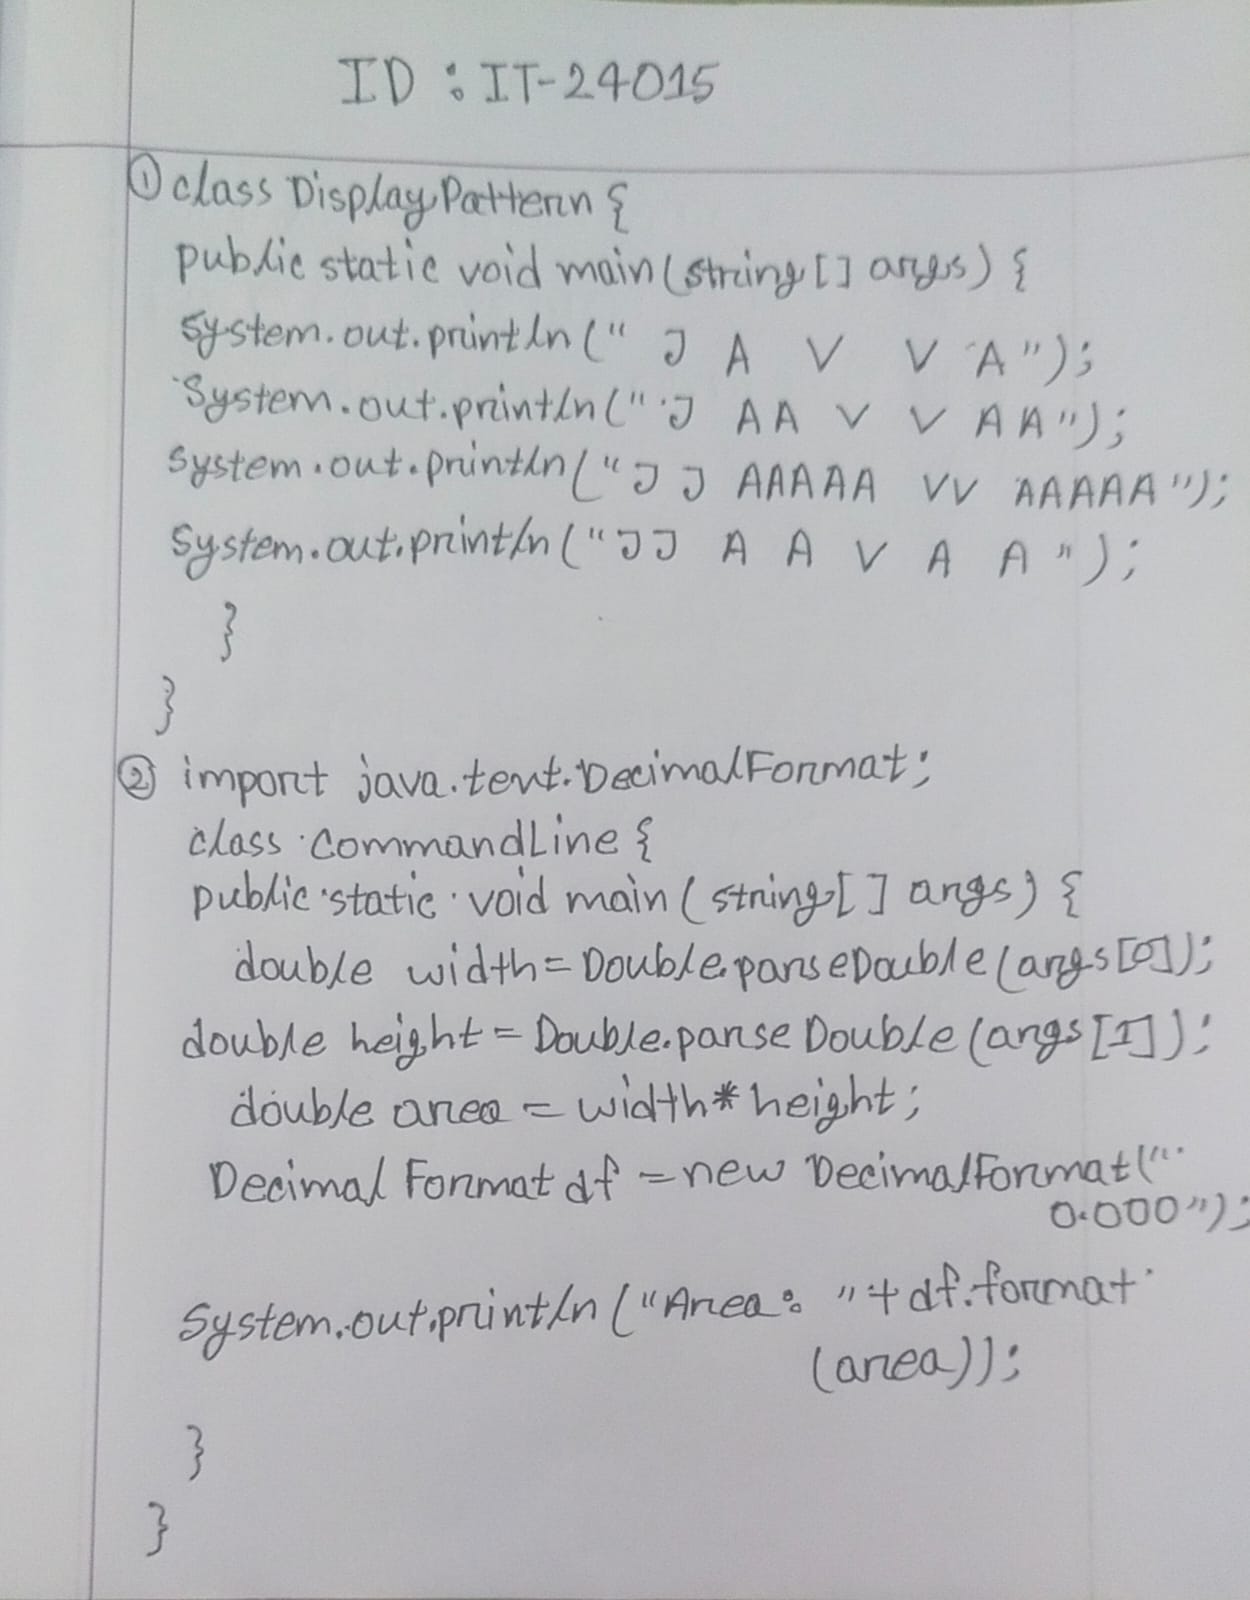 ID : IT-24015
① class DisplayPattern {
public static void main(string[] args) {
System.out.println(" J A V V A");
System.out.println(" J AA V V AA");
System.out.println("J J AAAAA VV AAAAA");
System.out.println("JJ A A V A A");
}
}
② import java.text.DecimalFormat;
class CommandLine {
public static void main(string[] args) {
double width = Double.parseDouble(args[0]);
double height = Double.parseDouble(args[1]);
double area = width*height;
Decimal Format df = new DecimalFormat("
0.000");
System.out.println("Area: "+df.format
(area));
}
}